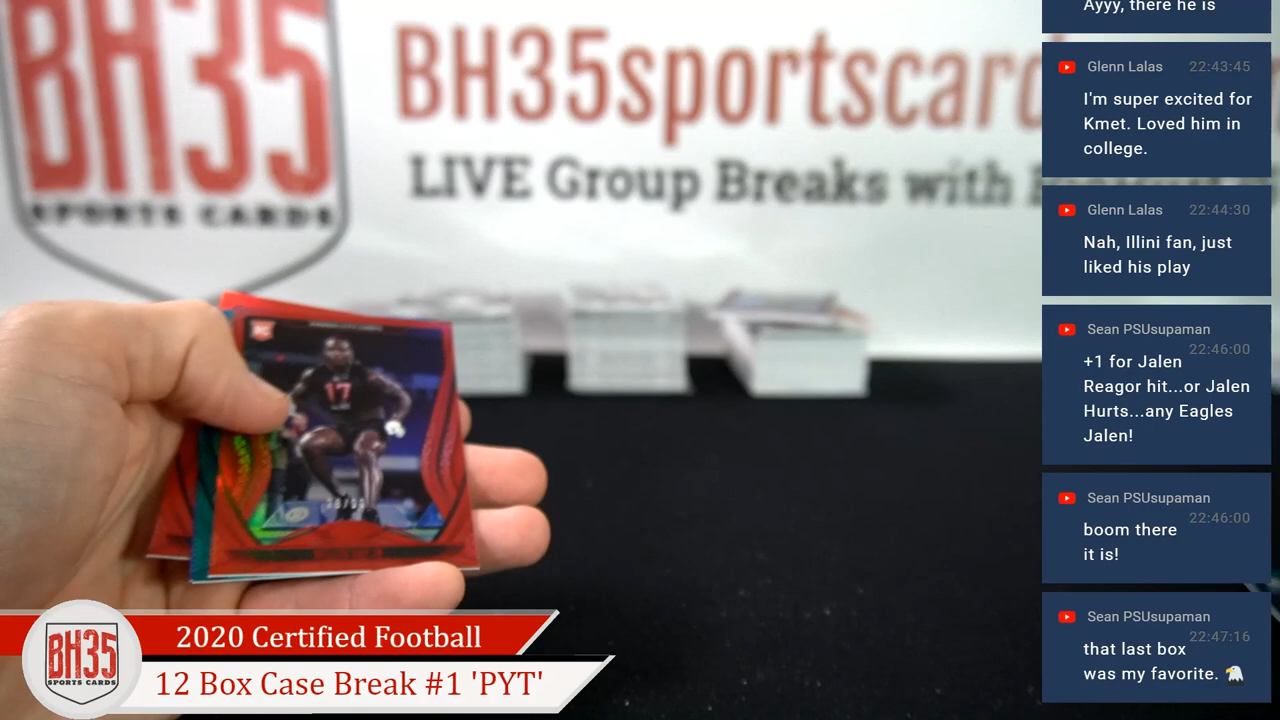 BH35
SPORTS CARDS
BH35sportscard
LIVE Group Breaks with
RC
17
2020 Certified Football
12 Box Case Break #1 'PYT'
BH35
SPORTS CARDS
Ayyy, there he is
Glenn Lalas 22:43:45
I'm super excited for
Kmet. Loved him in
college.
Glenn Lalas 22:44:30
Nah, Illini fan, just
liked his play
Sean PSUsupaman
22:46:00
+1 for Jalen
Reagor hit...or Jalen
Hurts...any Eagles
Jalen!
Sean PSUsupaman
22:46:00
boom there
it is!
Sean PSUsupaman
22:47:16
that last box
was my favorite. 🦅